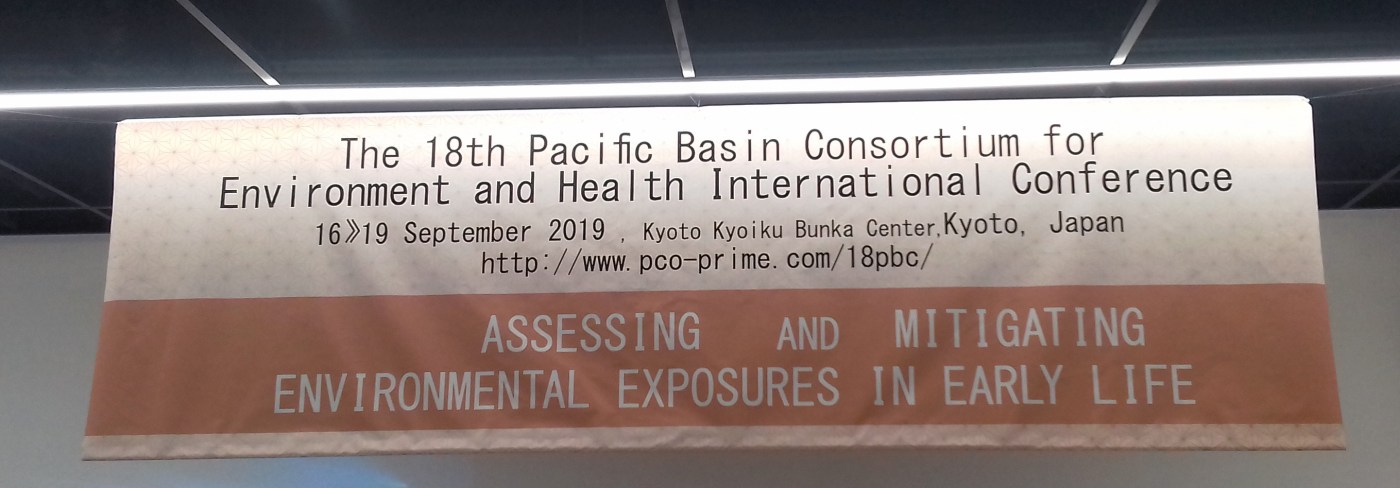 The 18th Pacific Basin Consortium for
Environment and Health International Conference
16》19 September 2019 , Kyoto Kyoiku Bunka Center,Kyoto, Japan
http://www.pco-prime.com/18pbc/
ASSESSING AND MITIGATING
ENVIRONMENTAL EXPOSURES IN EARLY LIFE